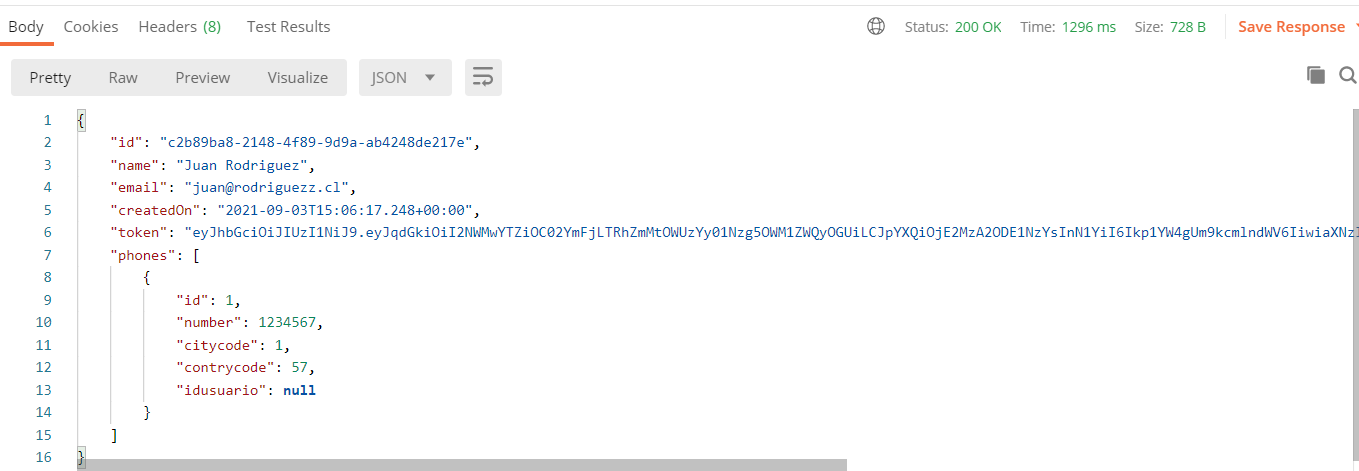 Body Cookies Headers (8) Test Results Status: 200 OK Time: 1296 ms Size: 728 B Save Response
Pretty Raw Preview Visualize JSON
1 {
2 "id": "c2b89ba8-2148-4f89-9d9a-ab4248de217e",
3 "name": "Juan Rodriguez",
4 "email": "juan@rodriguezz.cl",
5 "createdOn": "2021-09-03T15:06:17.248+00:00",
6 "token": "eyJhbGciOiJIUzI1NiJ9.eyJqdGkiOiI2NWMwYTZiOC02YmFjLTRhZmMtOWUzYy01Nzg5OWM1ZWQyOGUiLCJpYXQiOjE2MzA2ODE1NzYsInN1YiI6Ikp1YW4gUm9kcmlndWV6IiwiaXNzI
7 "phones": [
8 {
9 "id": 1,
10 "number": 1234567,
11 "citycode": 1,
12 "contrycode": 57,
13 "idusuario": null
14 }
15 ]
16 }